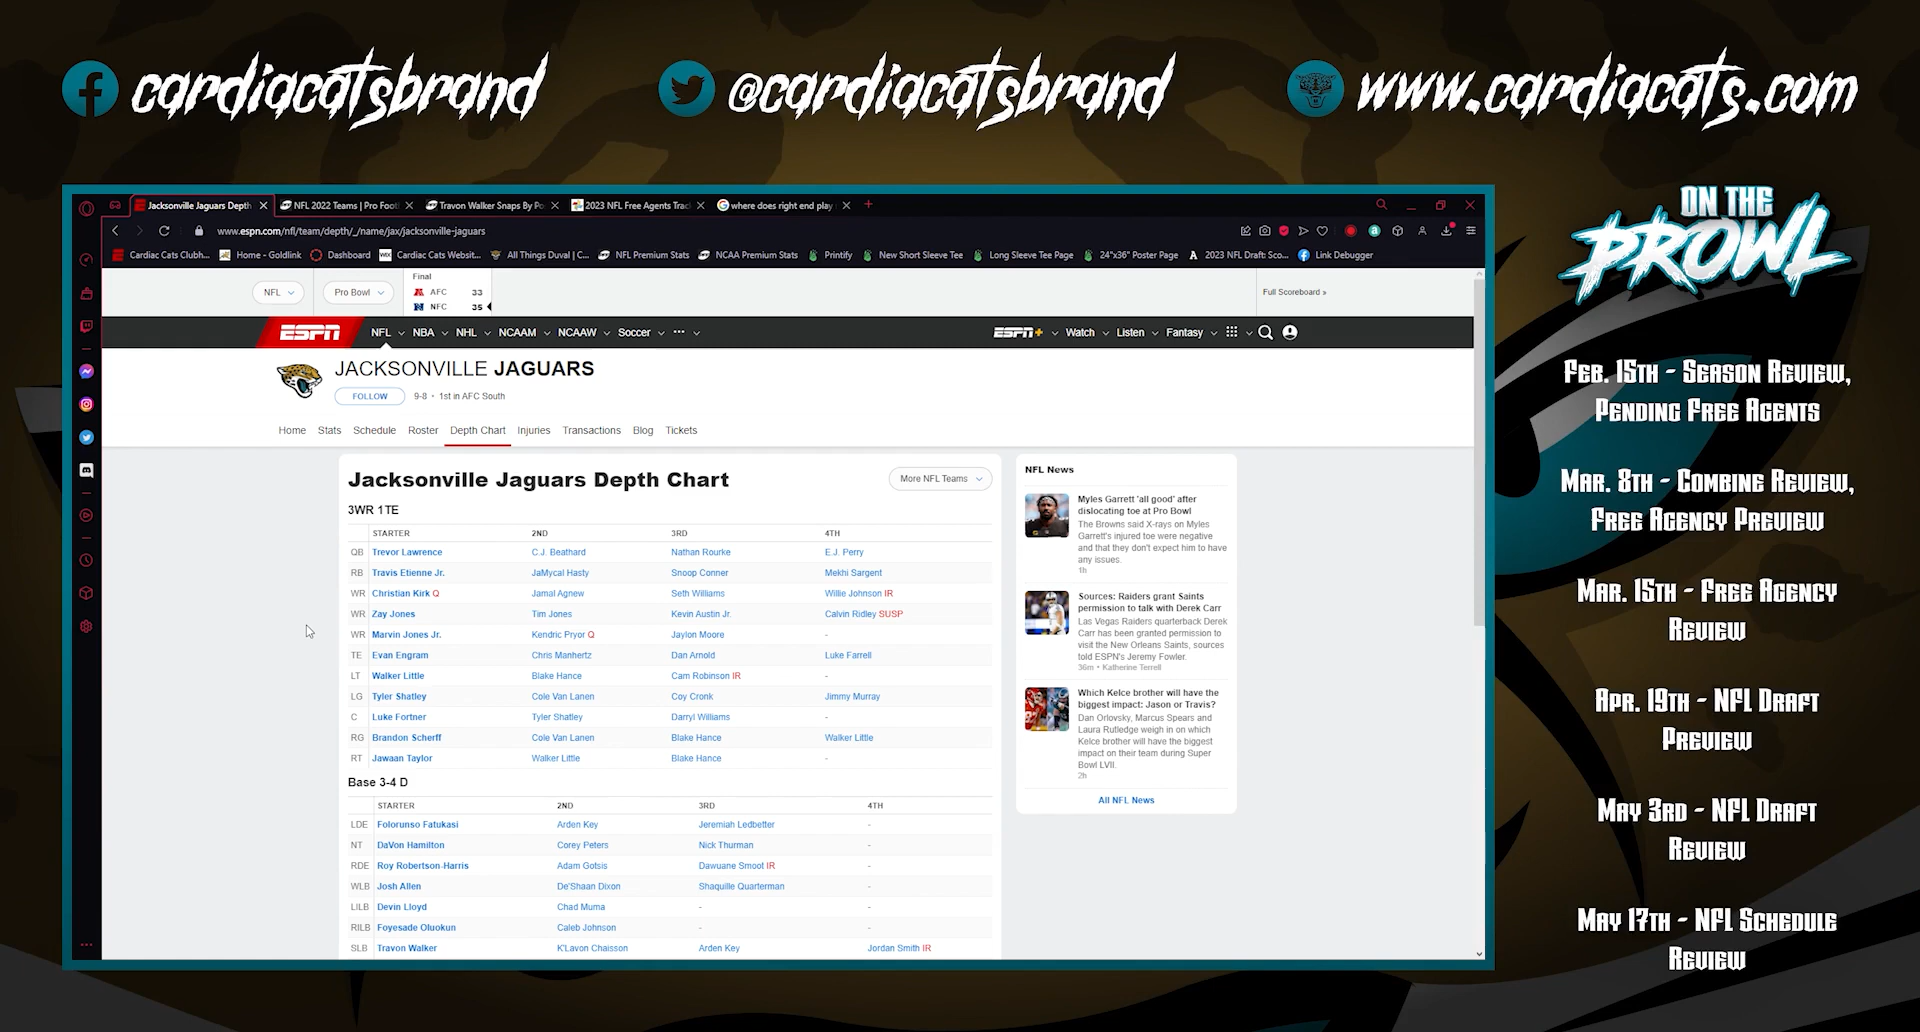 cardiacatsbrand
@cardiacatsbrand
www.cardiacats.com
Jacksonville Jaguars Depth
NFL 2022 Teams | Pro Foot
Travon Walker Snaps By Po
2023 NFL Free Agents Trac
where does right end play
www.espn.com/nfl/team/depth/_/name/jax/jacksonville-jaguars
Cardiac Cats Clubh... Home - Goldlink Dashboard Cardiac Cats Websit... All Things Duval | C... NFL Premium Stats NCAA Premium Stats Printify New Short Sleeve Tee Long Sleeve Tee Page 24"x36" Poster Page 2023 NFL Draft: Sco... Link Debugger
NFL Pro Bowl
Final
AFC 33
NFC 35
Full Scoreboard »
ESPN NFL NBA NHL NCAAM NCAAW Soccer ... ESPN+ Watch Listen Fantasy
JACKSONVILLE JAGUARS
FOLLOW 9-8 • 1st in AFC South
Home Stats Schedule Roster Depth Chart Injuries Transactions Blog Tickets
Jacksonville Jaguars Depth Chart
More NFL Teams
3WR 1TE
STARTER 2ND 3RD 4TH
QB Trevor Lawrence C.J. Beathard Nathan Rourke E.J. Perry
RB Travis Etienne Jr. JaMycal Hasty Snoop Conner Mekhi Sargent
WR Christian Kirk Q Jamal Agnew Seth Williams Willie Johnson IR
WR Zay Jones Tim Jones Kevin Austin Jr. Calvin Ridley SUSP
WR Marvin Jones Jr. Kendric Pryor Q Jaylon Moore -
TE Evan Engram Chris Manhertz Dan Arnold Luke Farrell
LT Walker Little Blake Hance Cam Robinson IR -
LG Tyler Shatley Cole Van Lanen Coy Cronk Jimmy Murray
C Luke Fortner Tyler Shatley Darryl Williams -
RG Brandon Scherff Cole Van Lanen Blake Hance Walker Little
RT Jawaan Taylor Walker Little Blake Hance -
Base 3-4 D
STARTER 2ND 3RD 4TH
LDE Folorunso Fatukasi Arden Key Jeremiah Ledbetter -
NT DaVon Hamilton Corey Peters Nick Thurman -
RDE Roy Robertson-Harris Adam Gotsis Dawuane Smoot IR -
WLB Josh Allen De'Shaan Dixon Shaquille Quarterman -
LILB Devin Lloyd Chad Muma - -
RILB Foyesade Oluokun Caleb Johnson - -
SLB Travon Walker K'Lavon Chaisson Arden Key Jordan Smith IR
NFL News
Myles Garrett 'all good' after
dislocating toe at Pro Bowl
The Browns said X-rays on Myles
Garrett's injured toe were negative
and that they don't expect him to have
any issues.
1h
Sources: Raiders grant Saints
permission to talk with Derek Carr
Las Vegas Raiders quarterback Derek
Carr has been granted permission to
visit the New Orleans Saints, sources
told ESPN's Jeremy Fowler.
36m • Katherine Terrell
Which Kelce brother will have the
biggest impact: Jason or Travis?
Dan Orlovsky, Marcus Spears and
Laura Rutledge weigh in on which
Kelce brother will have the biggest
impact on their team during Super
Bowl LVII.
2h
All NFL News
ON THE
PROWL
Feb. 15th - Season Review,
Pending Free Agents
Mar. 8th - Combine Review,
Free Agency Preview
Mar. 15th - Free Agency
Review
Apr. 19th - NFL Draft
Preview
May 3rd - NFL Draft
Review
May 17th - NFL Schedule
Review